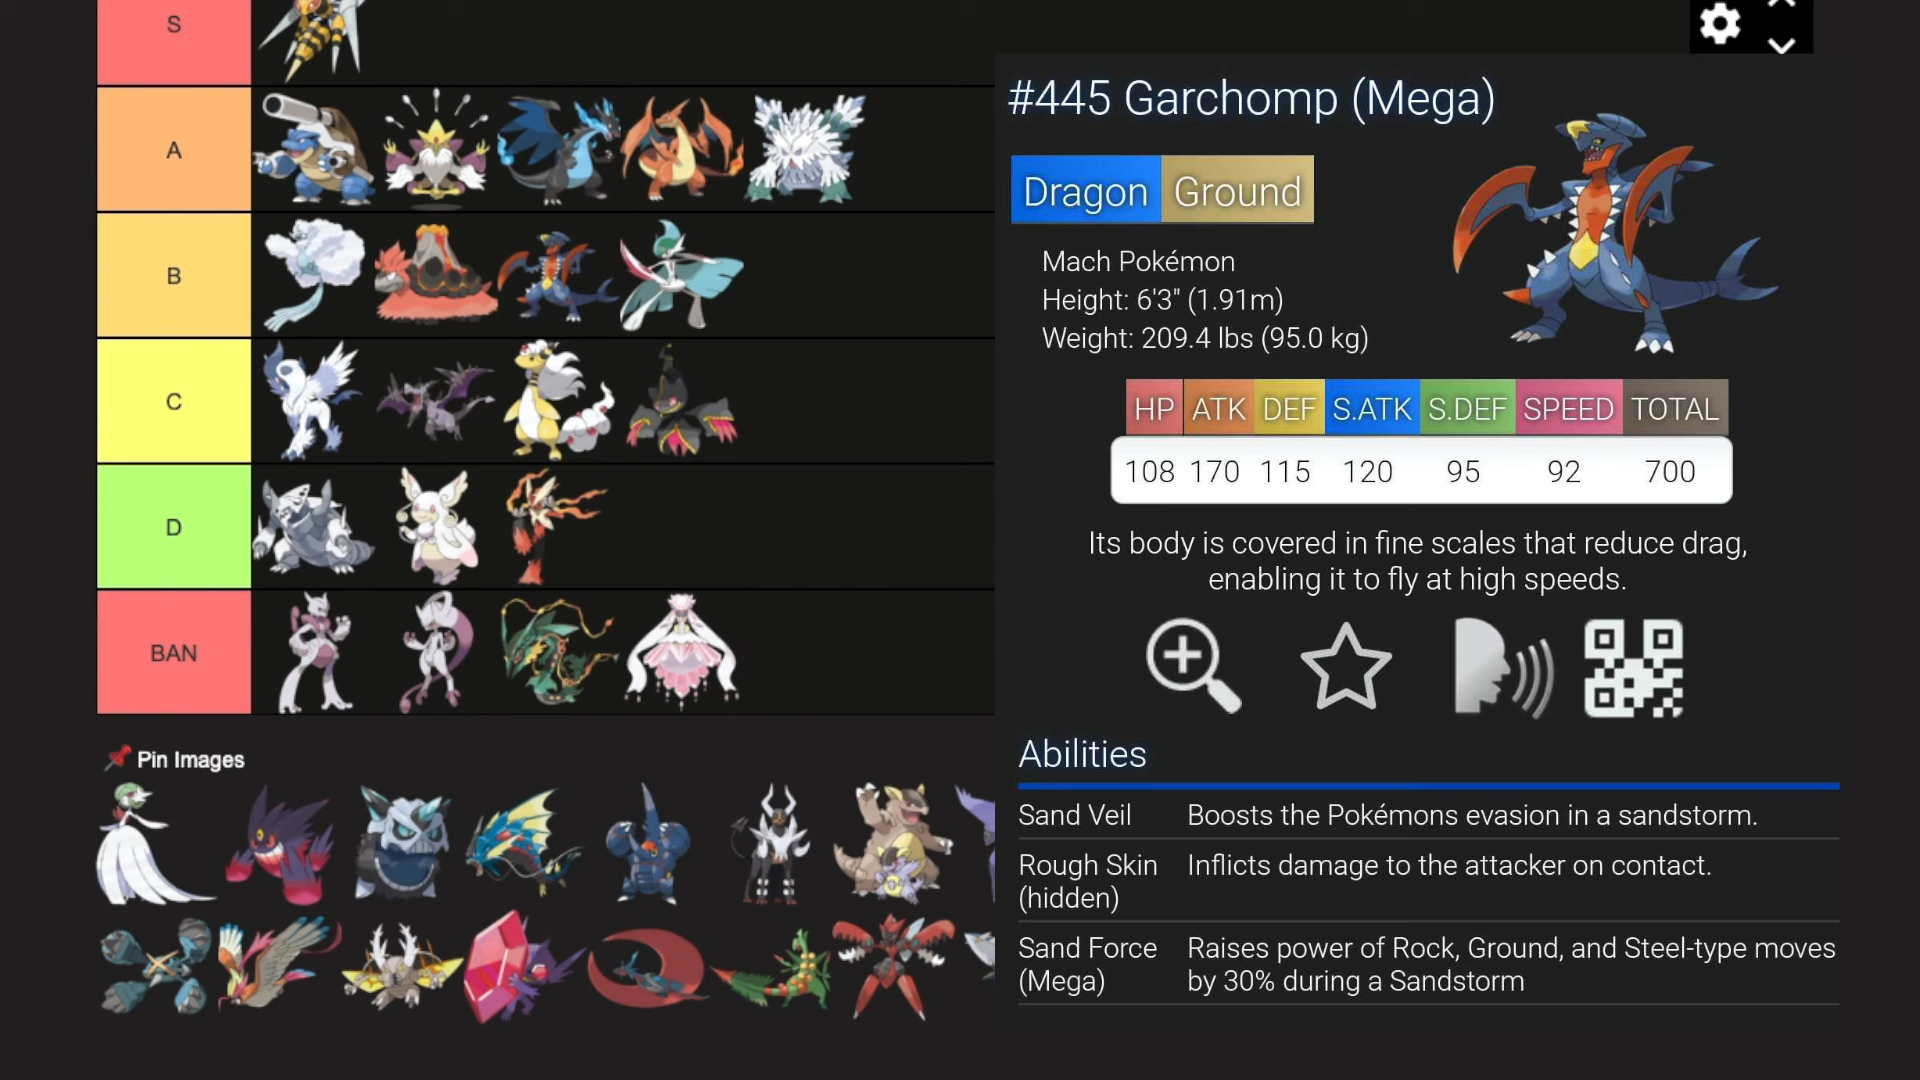 S
A
B
C
D
BAN
Pin Images
#445 Garchomp (Mega)
Dragon Ground
Mach Pokémon
Height: 6'3" (1.91m)
Weight: 209.4 lbs (95.0 kg)
HP ATK DEF S.ATK S.DEF SPEED TOTAL
108 170 115 120 95 92 700
Its body is covered in fine scales that reduce drag,
enabling it to fly at high speeds.
Abilities
Sand Veil Boosts the Pokémons evasion in a sandstorm.
Rough Skin Inflicts damage to the attacker on contact.
(hidden)
Sand Force Raises power of Rock, Ground, and Steel-type moves
(Mega) by 30% during a Sandstorm